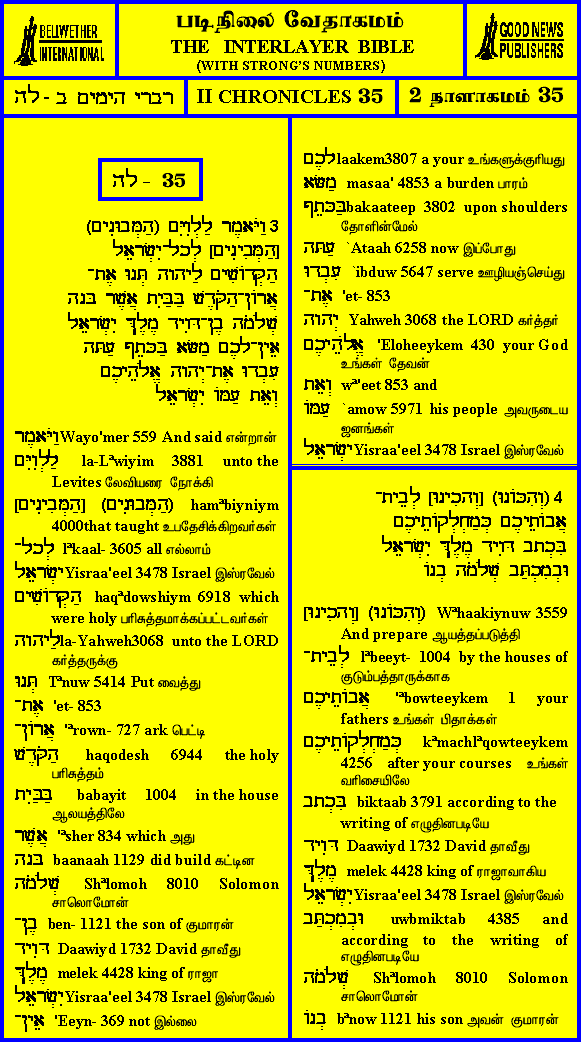 BELLWETHER
INTERNATIONAL
படிநிலை வேதாகமம்
THE INTERLAYER BIBLE
(WITH STRONG'S NUMBERS)
GOOD NEWS
PUBLISHERS
רברי הימים ב - לה
II CHRONICLES 35
2 நாளாகமம் 35
לה - 35
3 וַיֹּאמֶר לַלְוִיִּם (הַמְּבוּנִים)
[הַמְּבִינִים] לְכָל־יִשְׂרָאֵל
הַקְּדוֹשִׁים לַיהוָה תְּנוּ אֶת־
אֲרוֹן־הַקֹּדֶשׁ בַּבַּיִת אֲשֶׁר בָּנָה
שְׁלֹמֹה בֶן־דָּוִיד מֶלֶךְ יִשְׂרָאֵל
אֵין־לָכֶם מַשָּׂא בַּכָּתֵף עַתָּה
עִבְדוּ אֶת־יְהוָה אֱלֹהֵיכֶם
וְאֵת עַמּוֹ יִשְׂרָאֵל
וַיֹּאמֶר Wayo'mer 559 And said என்றான்
לַלְוִיִּם la-Lªwiyim 3881 unto the
Levites லேவியரை நோக்கி
[הַמְּבִינִים] (הַמְּבוּנִים) hamªbiyniym
4000that taught உபதேசிக்கிறவர்கள்
לְכָל־ lªkaal- 3605 all எல்லாம்
יִשְׂרָאֵל Yisraa'eel 3478 Israel இஸ்ரவேல்
הַקְּדוֹשִׁים haqªdowshiym 6918 which
were holy பரிசுத்தமாக்கப்பட்டவர்கள்
לַיהוָה la-Yahweh3068 unto the LORD
கர்த்தருக்கு
תְּנוּ Tªnuw 5414 Put வைத்து
אֶת־ 'et- 853
אֲרוֹן־ 'ªrown- 727 ark பெட்டி
הַקֹּדֶשׁ haqodesh 6944 the holy
பரிசுத்தம்
בַּבַּיִת babayit 1004 in the house
ஆலயத்திலே
אֲשֶׁר 'ªsher 834 which அது
בָּנָה baanaah 1129 did build கட்டின
שְׁלֹמֹה Shªlomoh 8010 Solomon
சாலொமோன்
בֶן־ ben- 1121 the son of குமாரன்
דָּוִיד Daawiyd 1732 David தாவீது
מֶלֶךְ melek 4428 king of ராஜா
יִשְׂרָאֵל Yisraa'eel 3478 Israel இஸ்ரவேல்
אֵין־ 'Eeyn- 369 not இல்லை
לָכֶם laakem3807 a your உங்களுக்குரியது
מַשָּׂא masaa' 4853 a burden பாரம்
בַּכָּתֵף bakaateep 3802 upon shoulders
தோளின்மேல்
עַתָּה `Ataah 6258 now இப்போது
עִבְדוּ `ibduw 5647 serve ஊழியஞ்செய்து
אֶת־ 'et- 853
יְהוָה Yahweh 3068 the LORD கர்த்தர்
אֱלֹהֵיכֶם 'Eloheeykem 430 your God
உங்கள் தேவன்
וְאֵת wª'eet 853 and
עַמּוֹ `amow 5971 his people அவருடைய
ஜனங்கள்
יִשְׂרָאֵל Yisraa'eel 3478 Israel இஸ்ரவேல்
4 (וְהִכּוֹנוּ) [וְהָכִינוּ] לְבֵית־
אֲבוֹתֵיכֶם כְּמַחְלְקוֹתֵיכֶם
בִּכְתָב דָּוִיד מֶלֶךְ יִשְׂרָאֵל
וּבְמִכְתַּב שְׁלֹמֹה בְנוֹ
[וְהָכִינוּ] (וְהִכּוֹנוּ) Wªhaakiynuw 3559
And prepare ஆயத்தப்படுத்தி
לְבֵית־ lªbeeyt- 1004 by the houses of
குடும்பத்தாருக்காக
אֲבוֹתֵיכֶם 'ªbowteeykem 1 your
fathers உங்கள் பிதாக்கள்
כְּמַחְלְקוֹתֵיכֶם kªmachlªqowteeykem
4256 after your courses உங்கள்
வரிசையிலே
בִּכְתָב biktaab 3791 according to the
writing of எழுதினபடியே
דָּוִיד Daawiyd 1732 David தாவீது
מֶלֶךְ melek 4428 king of ராஜாவாகிய
יִשְׂרָאֵל Yisraa'eel 3478 Israel இஸ்ரவேல்
וּבְמִכְתַּב uwbmiktab 4385 and
according to the writing of
எழுதினபடியே
שְׁלֹמֹה Shªlomoh 8010 Solomon
சாலொமோன்
בְנוֹ bªnow 1121 his son அவன் குமாரன்